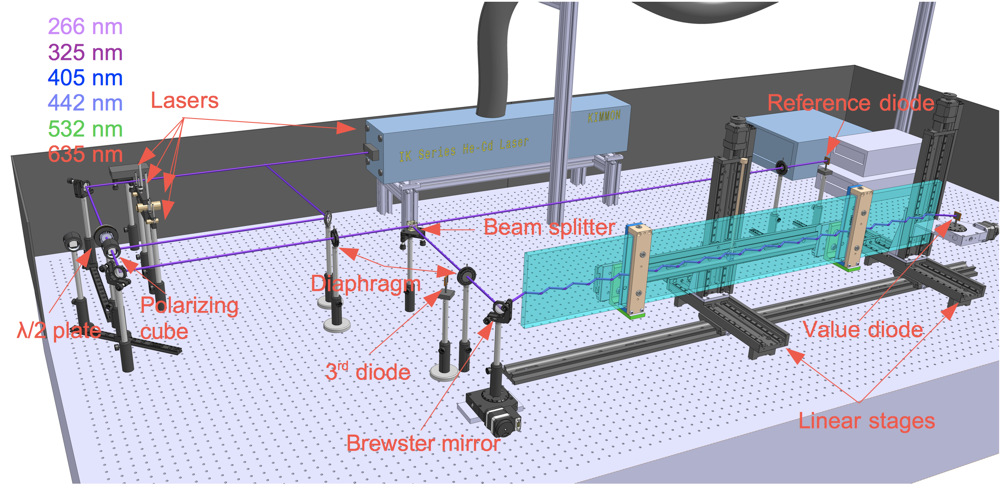 266 nm
325 nm
405 nm
442 nm
532 nm
635 nm
Lasers
KIMMON
IK Series He-Cd Laser
Reference diode
Beam splitter
Diaphragm
Polarizing
cube
λ/2 plate
3rd diode
Value diode
Brewster mirror
Linear stages